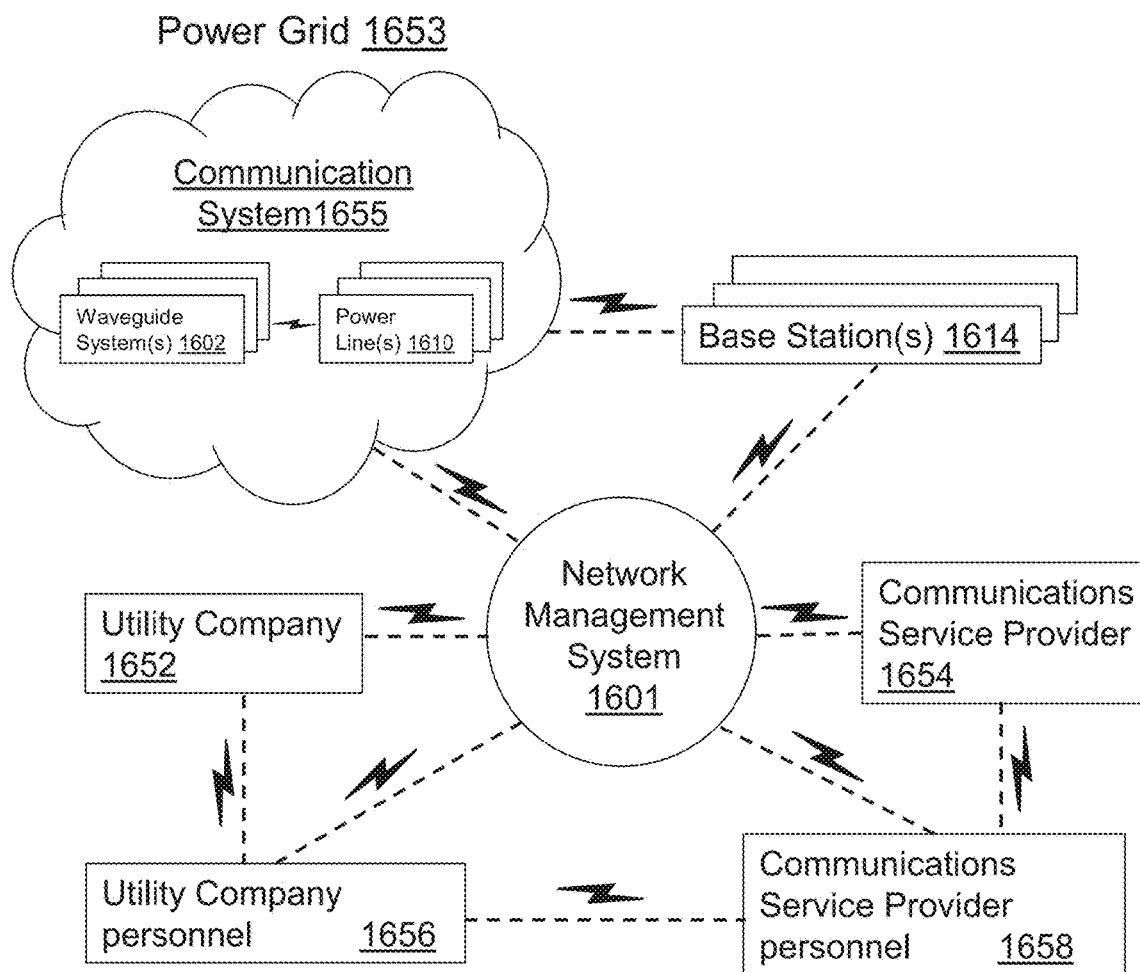 Power Grid 1653
Communication
System1655
Waveguide
System(s) 1602
Power
Line(s) 1610
Base Station(s) 1614
Network
Management
System
1601
Utility Company
1652
Communications
Service Provider
1654
Utility Company
personnel 1656
Communications
Service Provider
personnel 1658